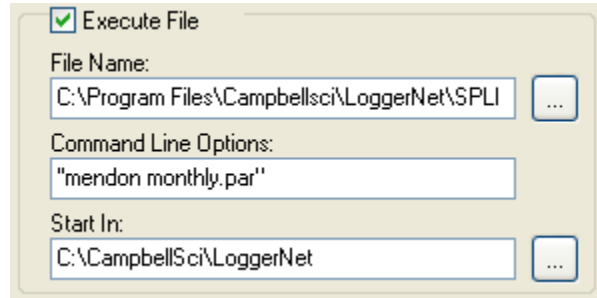 Execute File
File Name:
C:\Program Files\Campbellsci\LoggerNet\SPLI
...
Command Line Options:
"mendon monthly.par"
Start In:
C:\CampbellSci\LoggerNet
...